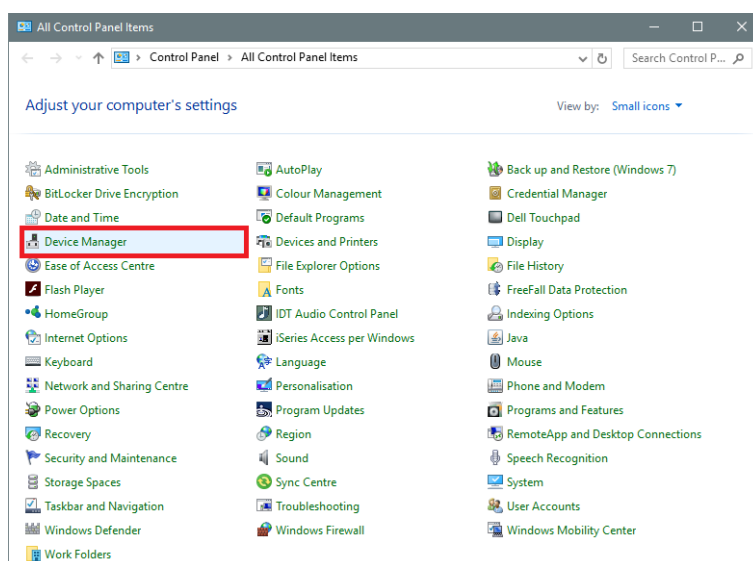 All Control Panel Items
Control Panel > All Control Panel Items
Search Control P...
Adjust your computer's settings
View by: Small icons
Administrative Tools AutoPlay Back up and Restore (Windows 7)
BitLocker Drive Encryption Colour Management Credential Manager
Date and Time Default Programs Dell Touchpad
Device Manager Devices and Printers Display
Ease of Access Centre File Explorer Options File History
Flash Player Fonts FreeFall Data Protection
HomeGroup IDT Audio Control Panel Indexing Options
Internet Options iSeries Access per Windows Java
Keyboard Language Mouse
Network and Sharing Centre Personalisation Phone and Modem
Power Options Program Updates Programs and Features
Recovery Region RemoteApp and Desktop Connections
Security and Maintenance Sound Speech Recognition
Storage Spaces Sync Centre System
Taskbar and Navigation Troubleshooting User Accounts
Windows Defender Windows Firewall Windows Mobility Center
Work Folders